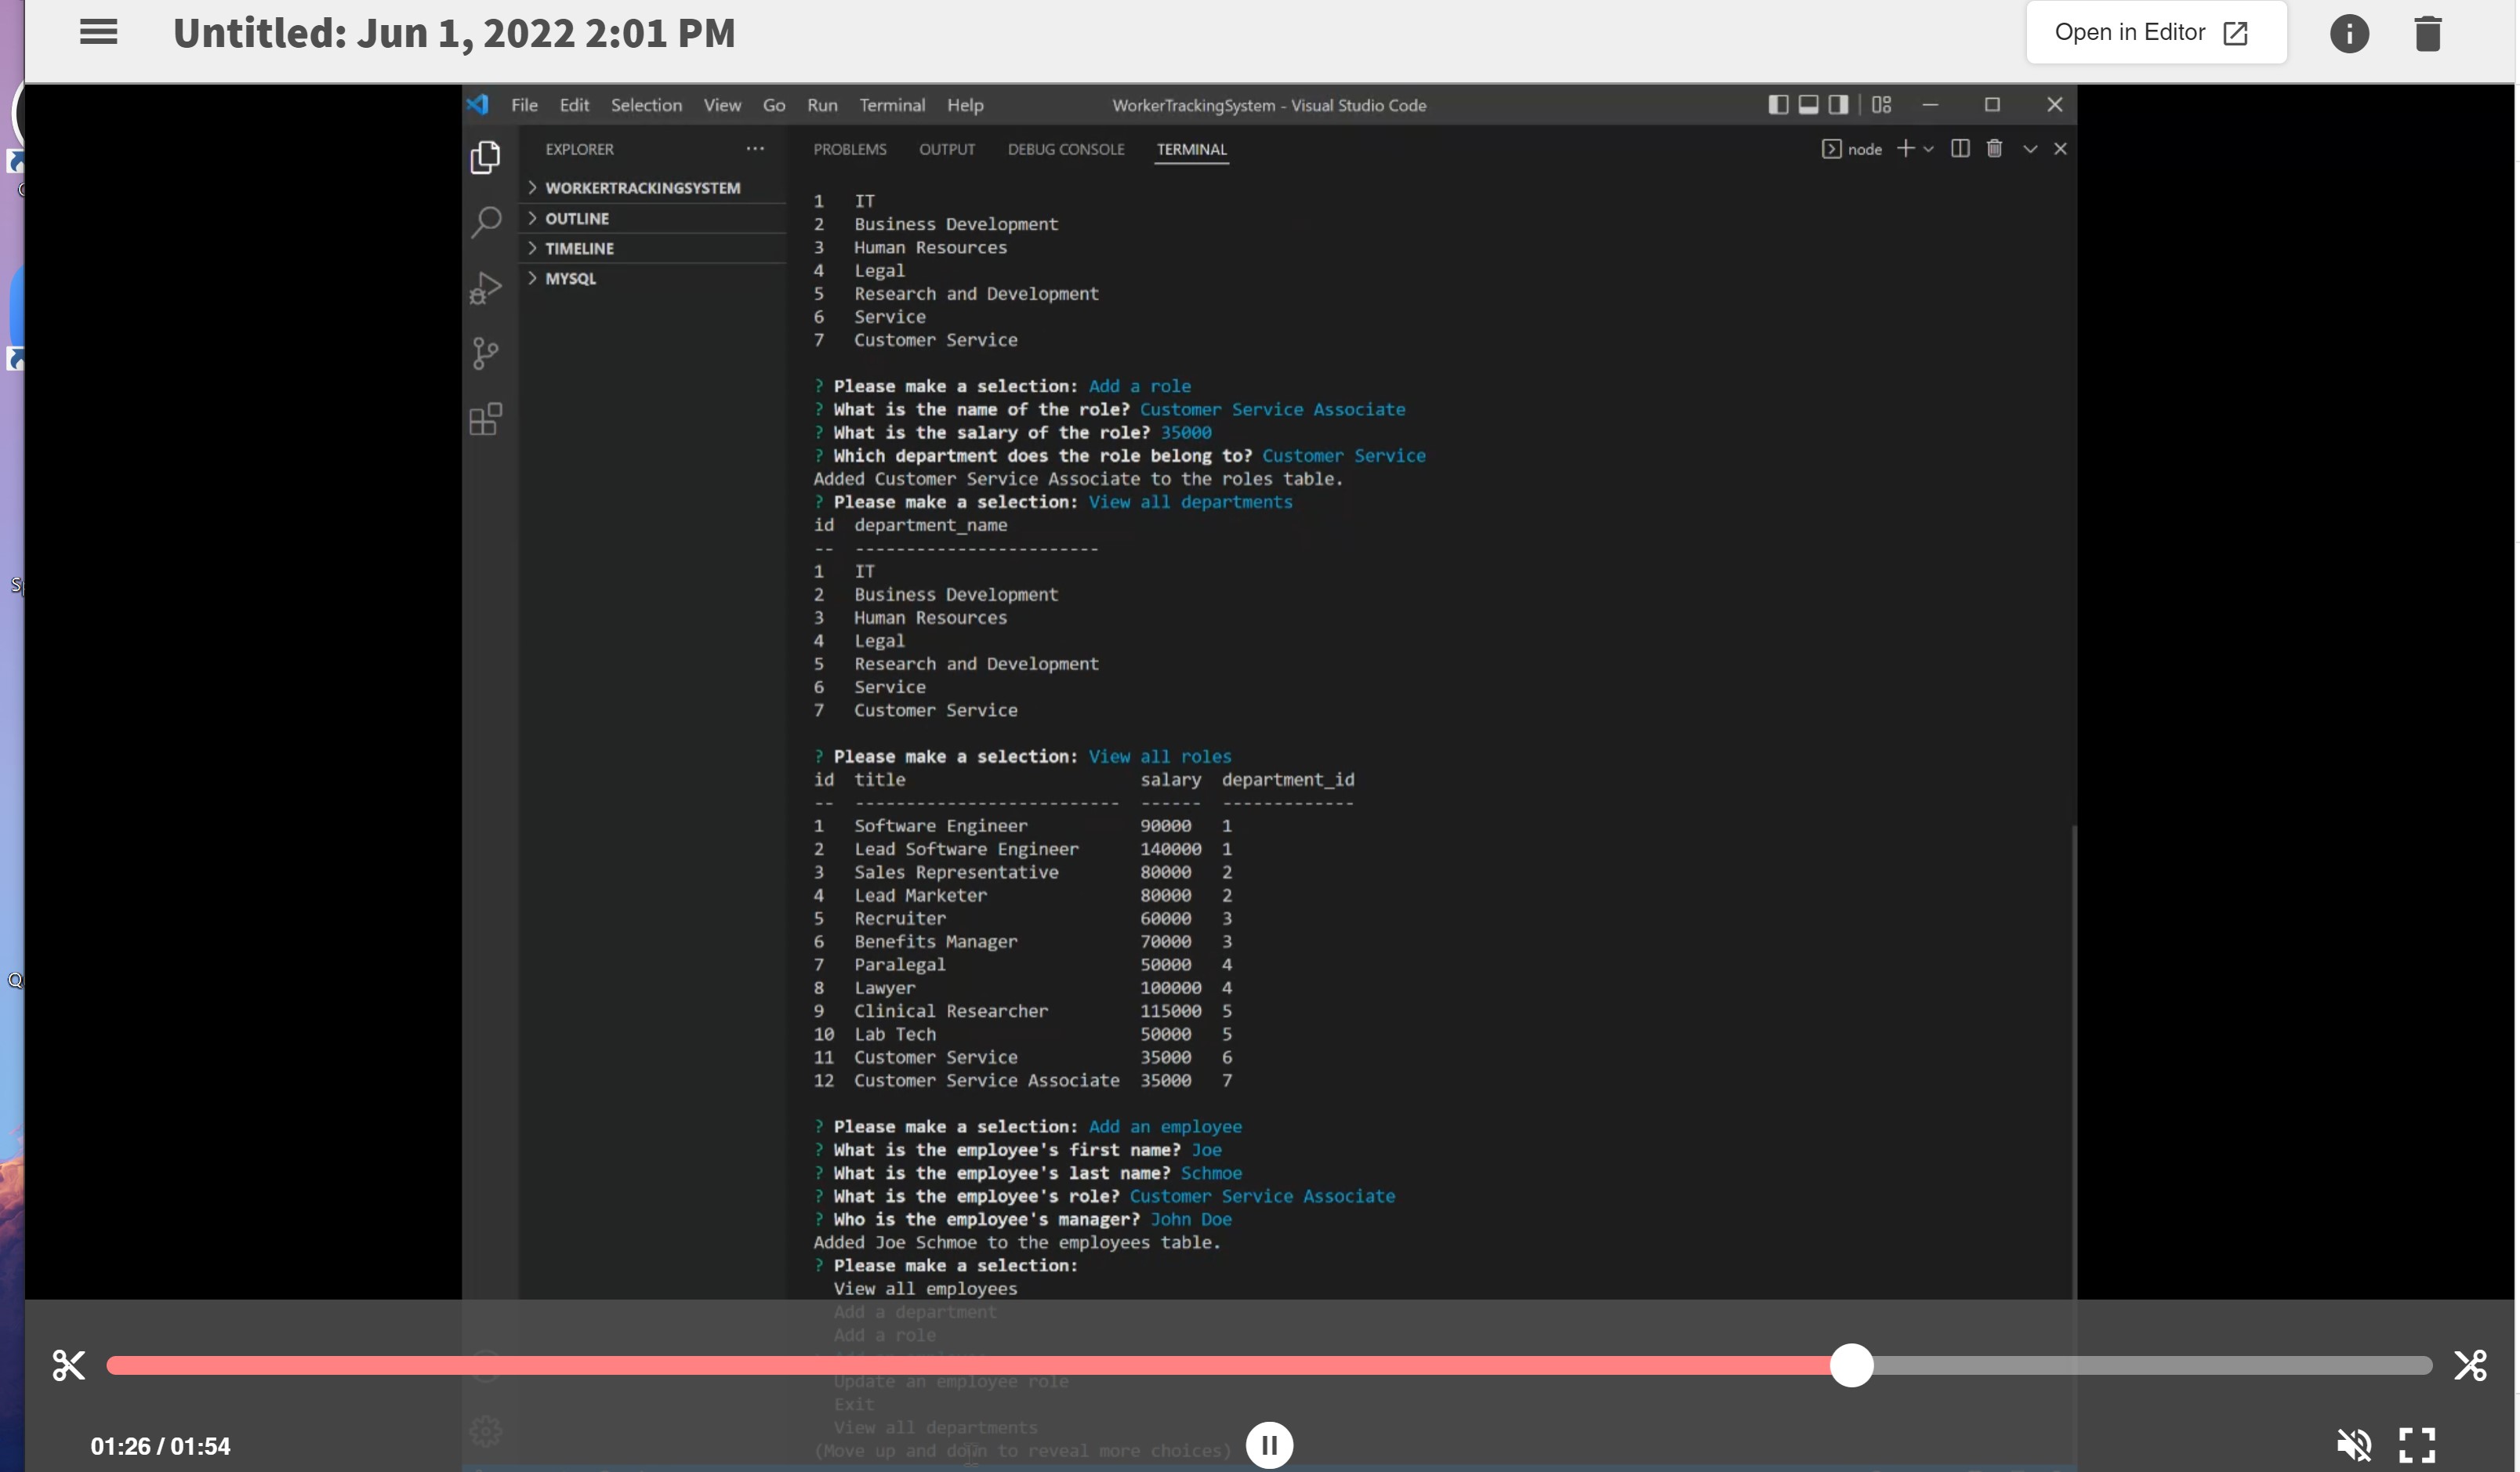 Untitled: Jun 1, 2022 2:01 PM
Open in Editor
File Edit Selection View Go Run Terminal Help
WorkerTrackingSystem - Visual Studio Code
EXPLORER
WORKERTRACKINGSYSTEM
OUTLINE
TIMELINE
MYSQL
PROBLEMS OUTPUT DEBUG CONSOLE TERMINAL
node
1 IT
2 Business Development
3 Human Resources
4 Legal
5 Research and Development
6 Service
7 Customer Service
? Please make a selection: Add a role
? What is the name of the role? Customer Service Associate
? What is the salary of the role? 35000
? Which department does the role belong to? Customer Service
Added Customer Service Associate to the roles table.
? Please make a selection: View all departments
id department_name
-- ------------------------
1 IT
2 Business Development
3 Human Resources
4 Legal
5 Research and Development
6 Service
7 Customer Service
? Please make a selection: View all roles
id title salary department_id
-- -------------------------- ------ -------------
1 Software Engineer 90000 1
2 Lead Software Engineer 140000 1
3 Sales Representative 80000 2
4 Lead Marketer 80000 2
5 Recruiter 60000 3
6 Benefits Manager 70000 3
7 Paralegal 50000 4
8 Lawyer 100000 4
9 Clinical Researcher 115000 5
10 Lab Tech 50000 5
11 Customer Service 35000 6
12 Customer Service Associate 35000 7
? Please make a selection: Add an employee
? What is the employee's first name? Joe
? What is the employee's last name? Schmoe
? What is the employee's role? Customer Service Associate
? Who is the employee's manager? John Doe
Added Joe Schmoe to the employees table.
? Please make a selection:
View all employees
Add a department
Add a role
Update an employee role
Exit
View all departments
(Move up and down to reveal more choices)
01:26 / 01:54